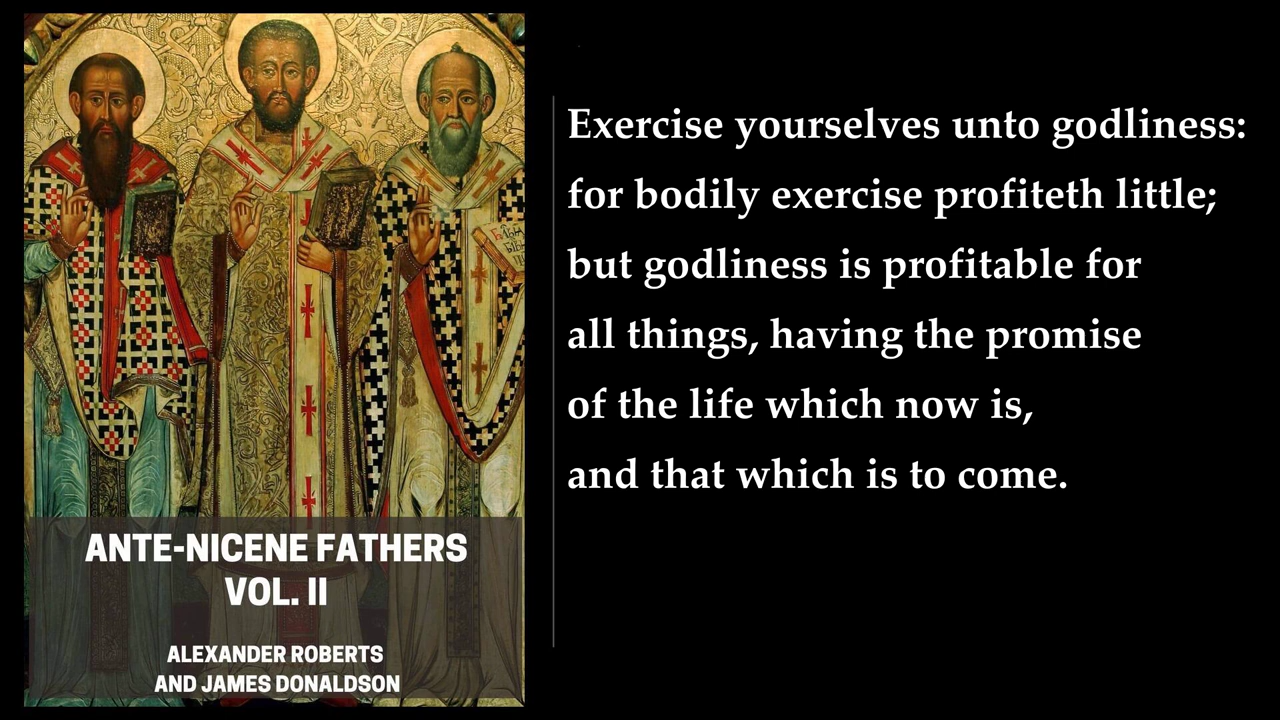 Exercise yourselves unto godliness:
for bodily exercise profiteth little;
but godliness is profitable for
all things, having the promise
of the life which now is,
and that which is to come.
ANTE-NICENE FATHERS
VOL. II
ALEXANDER ROBERTS
AND JAMES DONALDSON